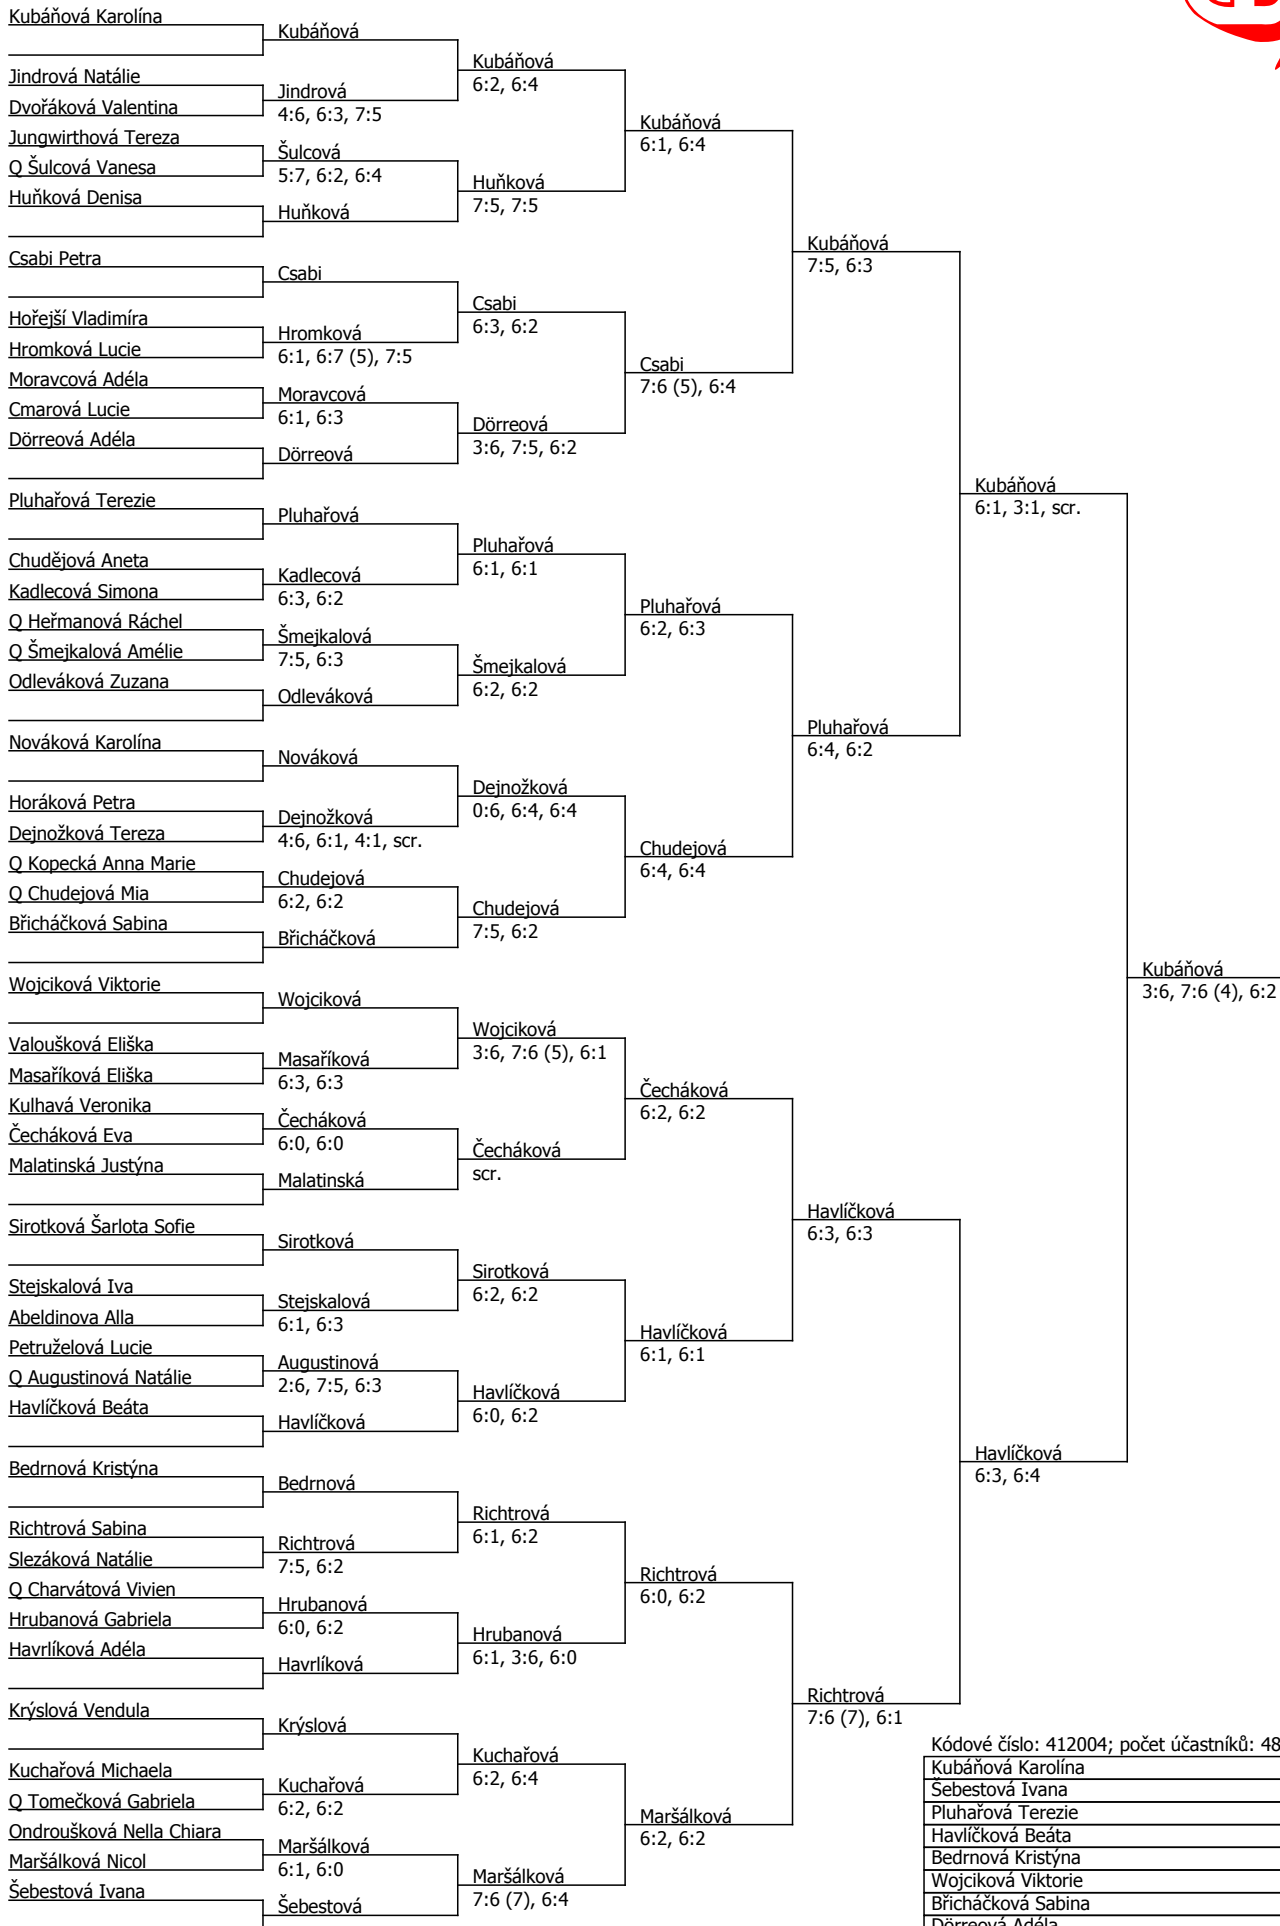 Kubáňová Karolína
Jindrová Natálie
Dvořáková Valentina
Jungwirthová Tereza
Q Šulcová Vanesa
Huňková Denisa
Csabi Petra
Hořejší Vladimíra
Hromková Lucie
Moravcová Adéla
Cmarová Lucie
Dörreová Adéla
Pluhařová Terezie
Chudějová Aneta
Kadlecová Simona
Q Heřmanová Ráchel
Q Šmejkalová Amélie
Odleváková Zuzana
Nováková Karolína
Horáková Petra
Dejnožková Tereza
Q Kopecká Anna Marie
Q Chudejová Mia
Břicháčková Sabina
Wojciková Viktorie
Valoušková Eliška
Masaříková Eliška
Kulhavá Veronika
Čecháková Eva
Malatinská Justýna
Sirotková Šarlota Sofie
Stejskalová Iva
Abeldinova Alla
Petruželová Lucie
Q Augustinová Natálie
Havlíčková Beáta
Bedrnová Kristýna
Richtrová Sabina
Slezáková Natálie
Q Charvátová Vivien
Hrubanová Gabriela
Havrlíková Adéla
Krýslová Vendula
Kuchařová Michaela
Q Tomečková Gabriela
Ondroušková Nella Chiara
Maršálková Nicol
Šebestová Ivana
Kubáňová
Jindrová
4:6, 6:3, 7:5
Šulcová
5:7, 6:2, 6:4
Huňková
Csabi
Hromková
6:1, 6:7 (5), 7:5
Moravcová
6:1, 6:3
Dörreová
Pluhařová
Kadlecová
6:3, 6:2
Šmejkalová
7:5, 6:3
Odleváková
Nováková
Dejnožková
4:6, 6:1, 4:1, scr.
Chudejová
6:2, 6:2
Břicháčková
Wojciková
Masaříková
6:3, 6:3
Čecháková
6:0, 6:0
Malatinská
Sirotková
Stejskalová
6:1, 6:3
Augustinová
2:6, 7:5, 6:3
Havlíčková
Bedrnová
Richtrová
7:5, 6:2
Hrubanová
6:0, 6:2
Havrlíková
Krýslová
Kuchařová
6:2, 6:2
Maršálková
6:1, 6:0
Šebestová
Kubáňová
6:2, 6:4
Huňková
7:5, 7:5
Csabi
6:3, 6:2
Dörreová
3:6, 7:5, 6:2
Pluhařová
6:1, 6:1
Šmejkalová
6:2, 6:2
Dejnožková
0:6, 6:4, 6:4
Chudejová
7:5, 6:2
Wojciková
3:6, 7:6 (5), 6:1
Čecháková
scr.
Sirotková
6:2, 6:2
Havlíčková
6:0, 6:2
Richtrová
6:1, 6:2
Hrubanová
6:1, 3:6, 6:0
Kuchařová
6:2, 6:4
Maršálková
7:6 (7), 6:4
Kubáňová
6:1, 6:4
Csabi
7:6 (5), 6:4
Pluhařová
6:2, 6:3
Chudejová
6:4, 6:4
Čecháková
6:2, 6:2
Havlíčková
6:1, 6:1
Richtrová
6:0, 6:2
Maršálková
6:2, 6:2
Kubáňová
7:5, 6:3
Pluhařová
6:4, 6:2
Havlíčková
6:3, 6:3
Richtrová
7:6 (7), 6:1
Kubáňová
6:1, 3:1, scr.
Havlíčková
6:3, 6:4
Kubáňová
3:6, 7:6 (4), 6:2
Kódové číslo: 412004; počet účastníků: 48
Kubáňová Karolína
Šebestová Ivana
Pluhařová Terezie
Havlíčková Beáta
Bedrnová Kristýna
Wojciková Viktorie
Břicháčková Sabina
Dörreová Adéla